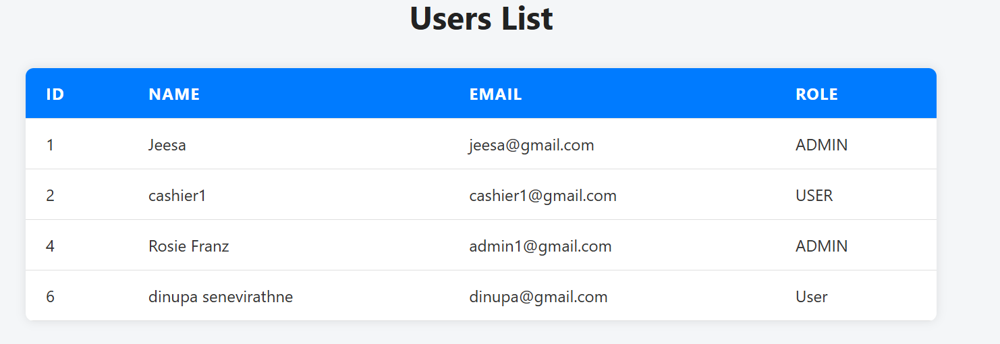 Users List
ID NAME EMAIL ROLE
1 Jeesa jeesa@gmail.com ADMIN
2 cashier1 cashier1@gmail.com USER
4 Rosie Franz admin1@gmail.com ADMIN
6 dinupa senevirathne dinupa@gmail.com User